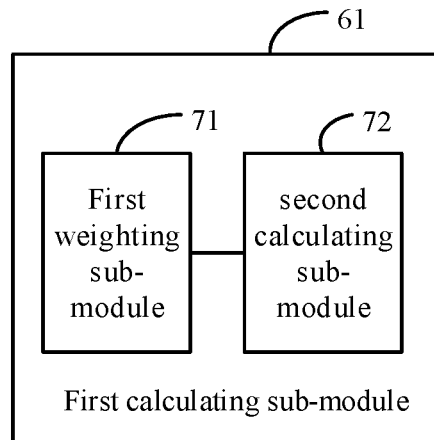 61
71
72
First
weighting
sub-
module
second
calculating
sub-
module
First calculating sub-module